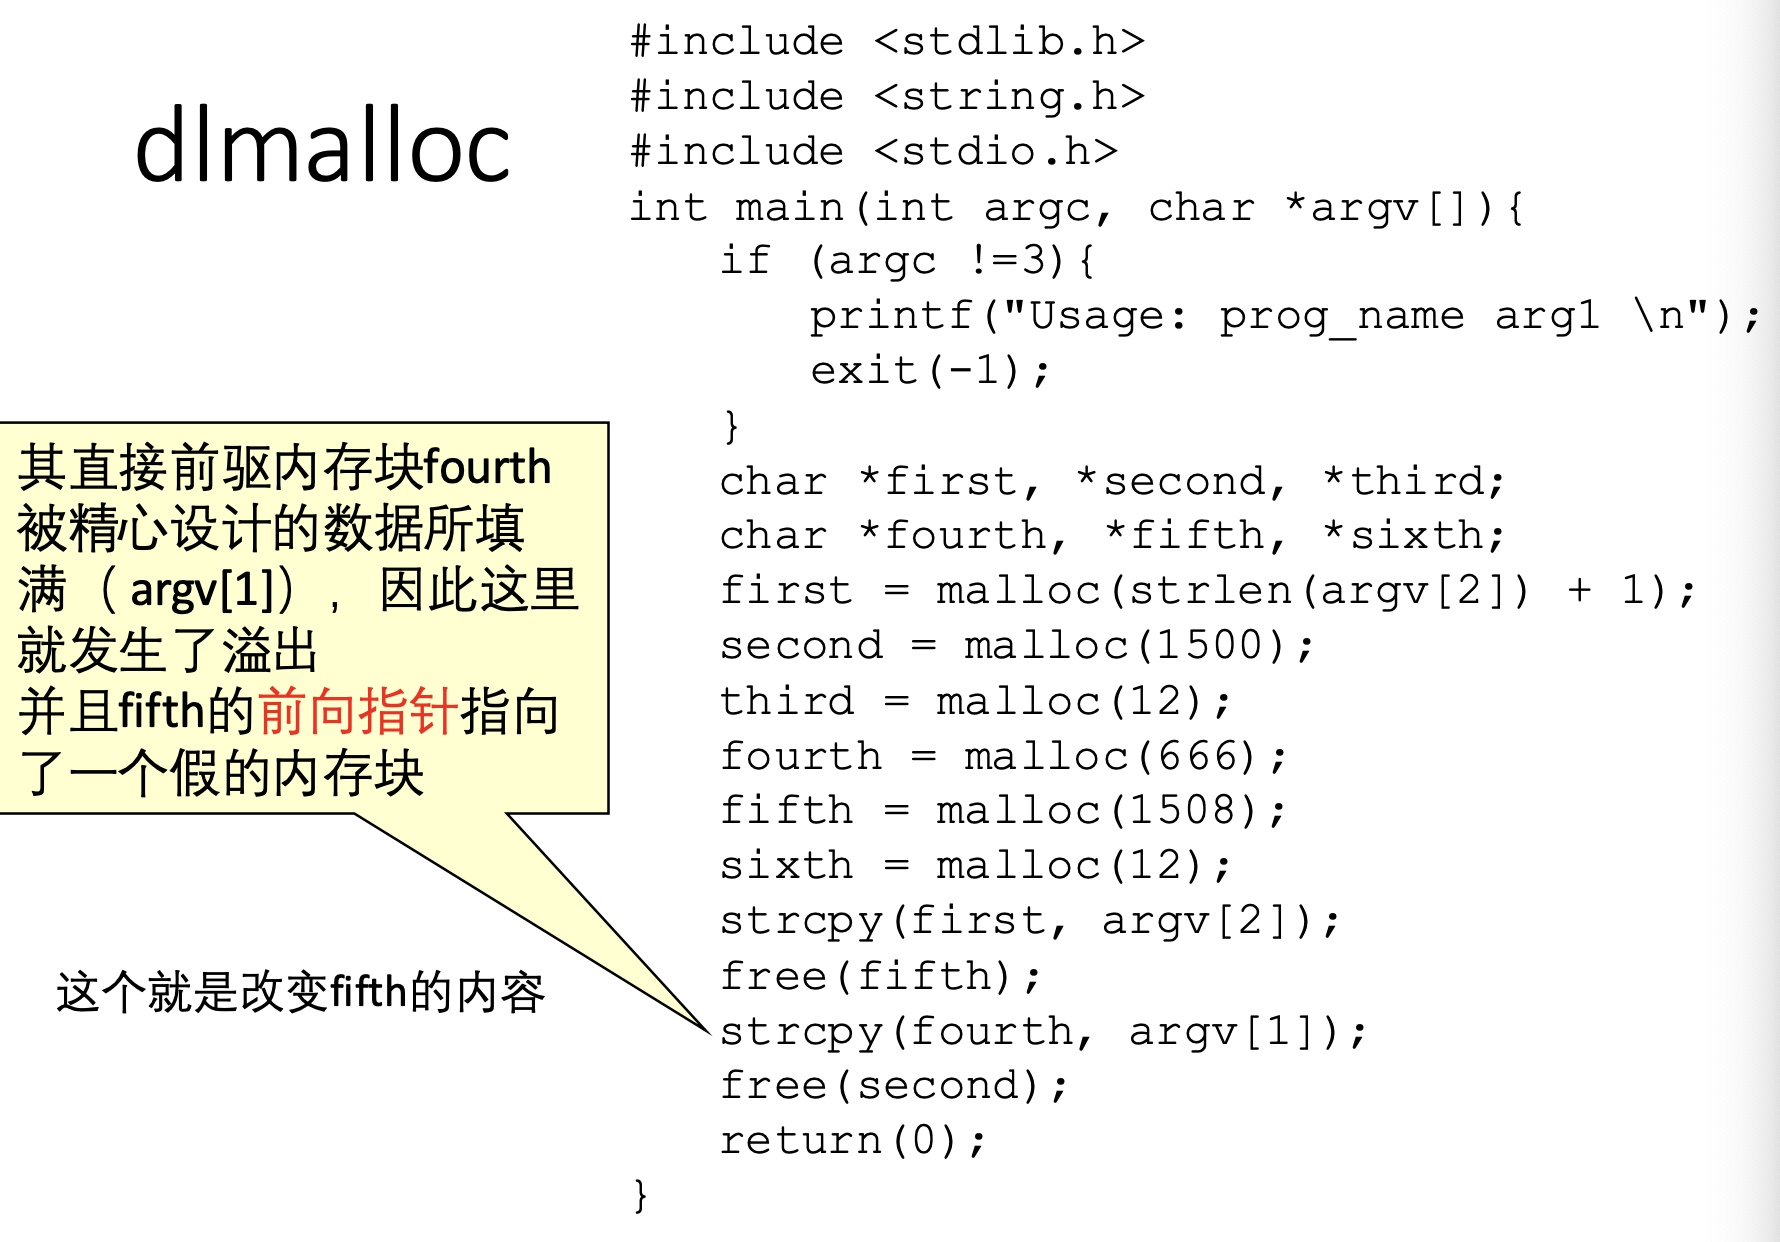 dlmalloc
#include <stdlib.h>
#include <string.h>
#include <stdio.h>
int main(int argc, char *argv[]){
if (argc !=3){
printf("Usage: prog_name arg1 \n");
exit(-1);
}
char *first, *second, *third;
char *fourth, *fifth, *sixth;
first = malloc(strlen(argv[2]) + 1);
second = malloc(1500);
third = malloc(12);
fourth = malloc(666);
fifth = malloc(1508);
sixth = malloc(12);
strcpy(first, argv[2]);
free(fifth);
strcpy(fourth, argv[1]);
free(second);
return(0);
}
其直接前驱内存块fourth
被精心设计的数据所填
满（argv[1]），因此这里
就发生了溢出
并且fifth的前向指针指向
了一个假的内存块
这个就是改变fifth的内容